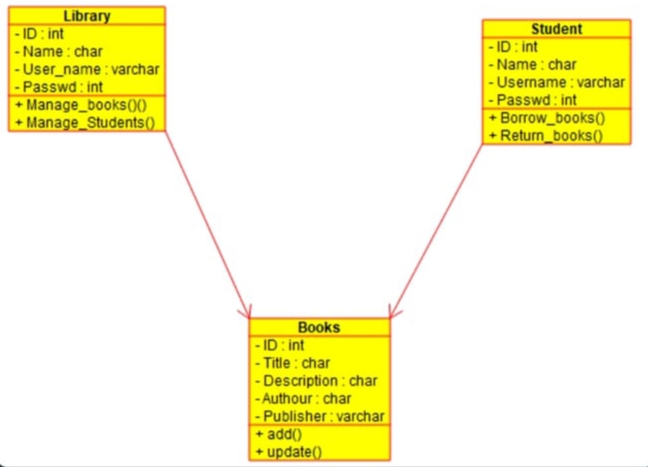 Library
- ID : int
- Name : char
- User_name : varchar
- Passwd : int
+ Manage_books()()
+ Manage_Students()
Student
- ID : int
- Name : char
- Username : varchar
- Passwd : int
+ Borrow_books()
+ Return_books()
Books
- ID : int
- Title : char
- Description : char
- Authour : char
- Publisher : varchar
+ add()
+ update()